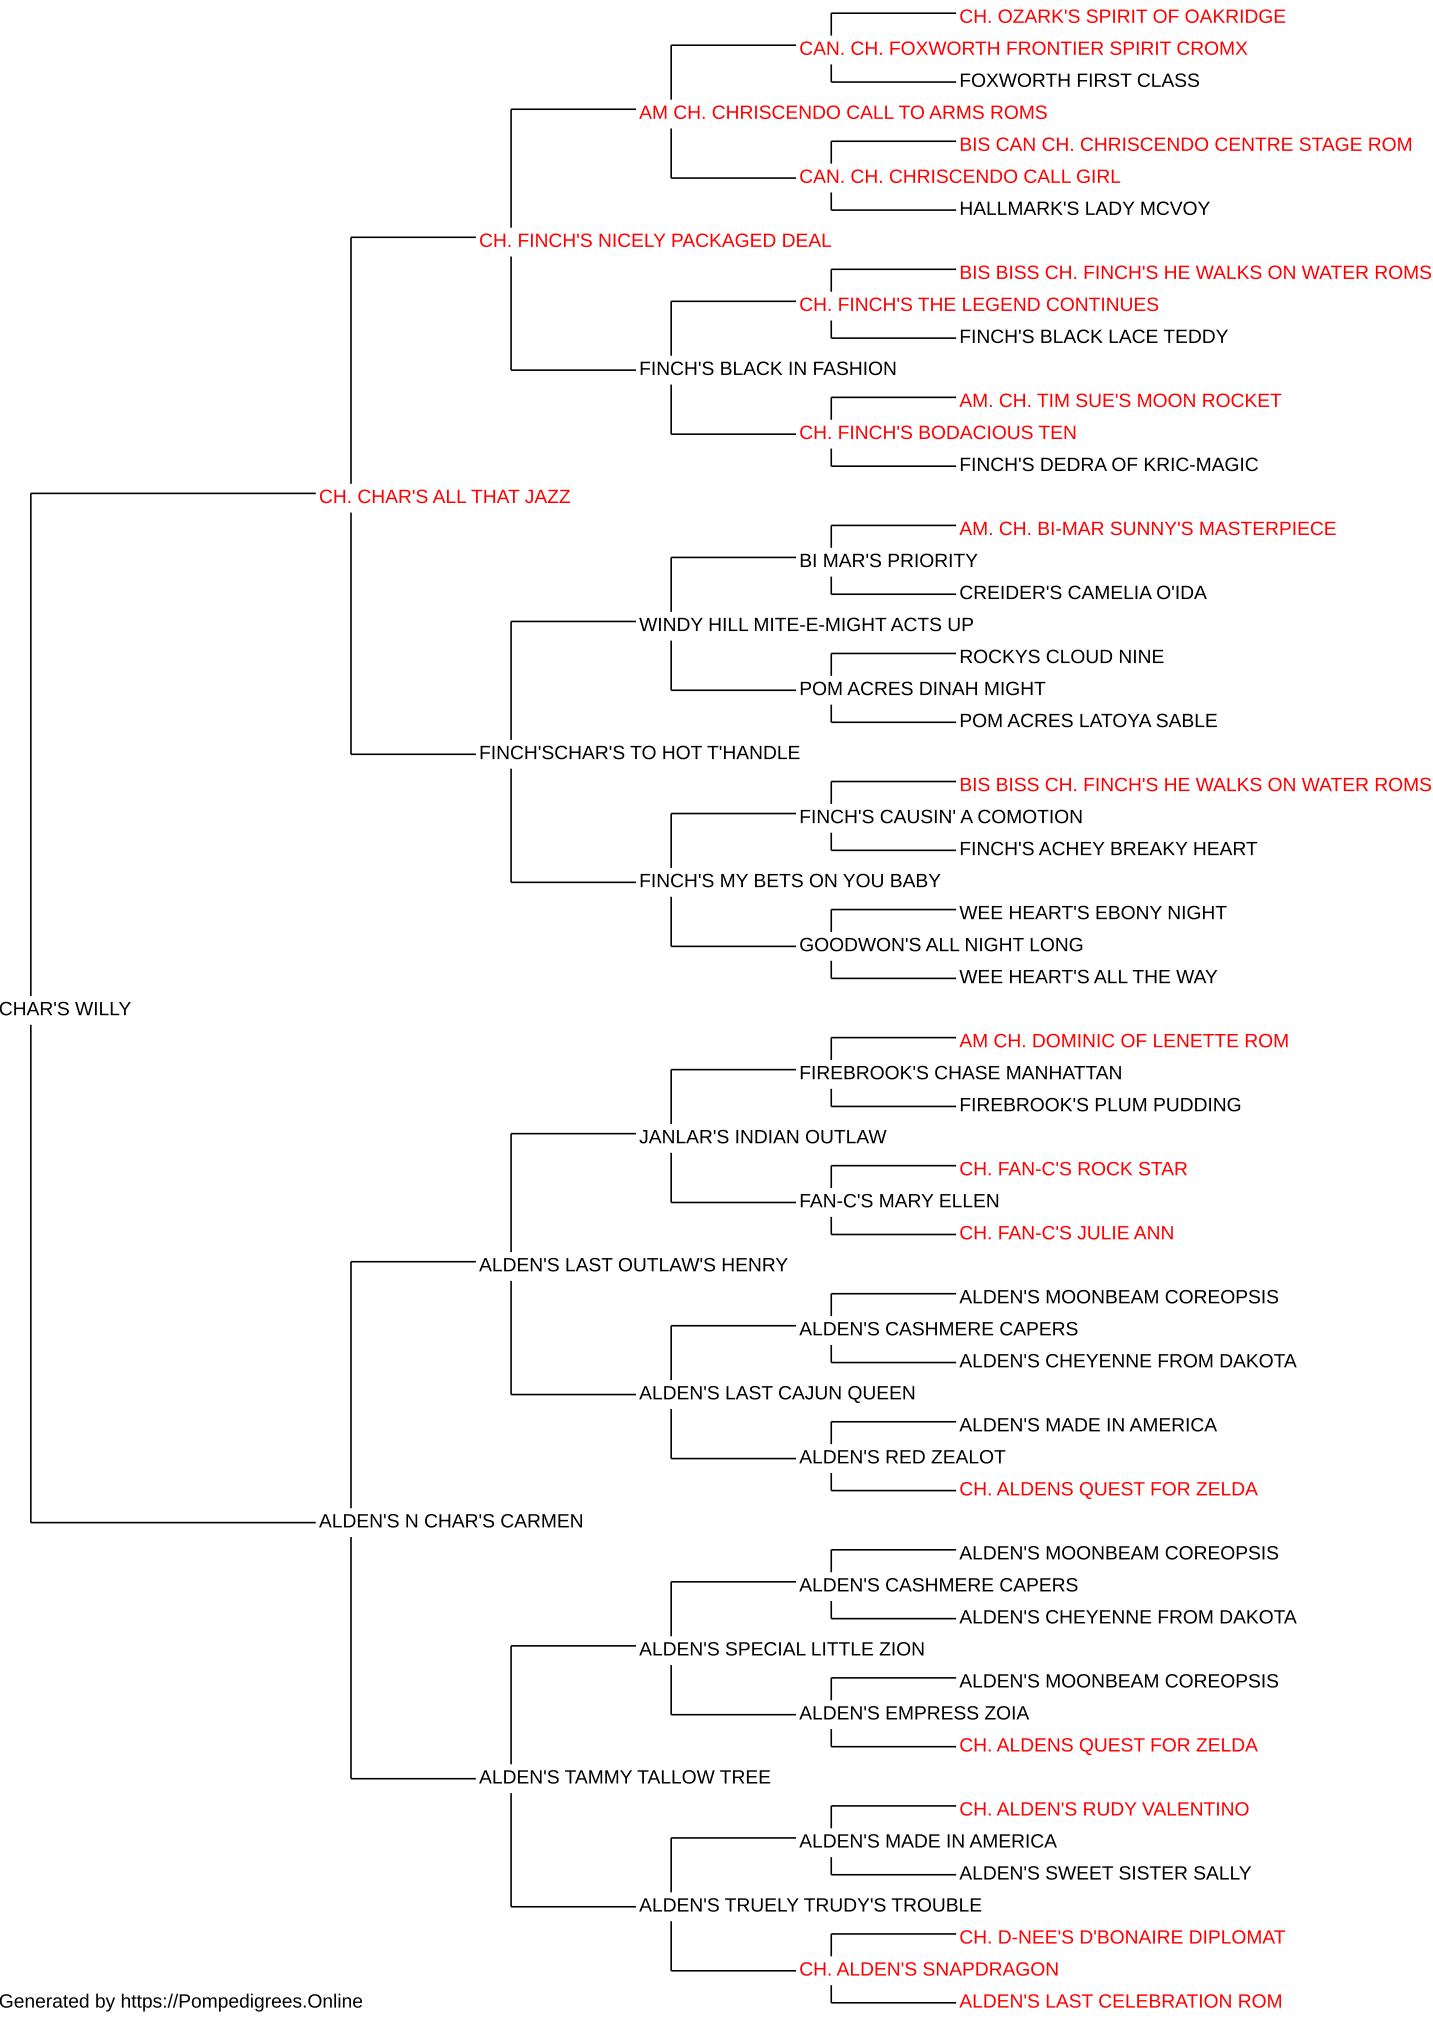 CH. OZARK'S SPIRIT OF OAKRIDGE
CAN. CH. FOXWORTH FRONTIER SPIRIT CROMX
FOXWORTH FIRST CLASS
AM CH. CHRISCENDO CALL TO ARMS ROMS
BIS CAN CH. CHRISCENDO CENTRE STAGE ROM
CAN. CH. CHRISCENDO CALL GIRL
HALLMARK'S LADY MCVOY
CH. FINCH'S NICELY PACKAGED DEAL
BIS BISS CH. FINCH'S HE WALKS ON WATER ROMS
CH. FINCH'S THE LEGEND CONTINUES
FINCH'S BLACK LACE TEDDY
FINCH'S BLACK IN FASHION
AM. CH. TIM SUE'S MOON ROCKET
CH. FINCH'S BODACIOUS TEN
FINCH'S DEDRA OF KRIC-MAGIC
CH. CHAR'S ALL THAT JAZZ
AM. CH. BI-MAR SUNNY'S MASTERPIECE
BI MAR'S PRIORITY
CREIDER'S CAMELIA O'IDA
WINDY HILL MITE-E-MIGHT ACTS UP
ROCKYS CLOUD NINE
POM ACRES DINAH MIGHT
POM ACRES LATOYA SABLE
FINCH'SCHAR'S TO HOT T'HANDLE
BIS BISS CH. FINCH'S HE WALKS ON WATER ROMS
FINCH'S CAUSIN' A COMOTION
FINCH'S ACHEY BREAKY HEART
FINCH'S MY BETS ON YOU BABY
WEE HEART'S EBONY NIGHT
GOODWON'S ALL NIGHT LONG
WEE HEART'S ALL THE WAY
CHAR'S WILLY
AM CH. DOMINIC OF LENETTE ROM
FIREBROOK'S CHASE MANHATTAN
FIREBROOK'S PLUM PUDDING
JANLAR'S INDIAN OUTLAW
CH. FAN-C'S ROCK STAR
FAN-C'S MARY ELLEN
CH. FAN-C'S JULIE ANN
ALDEN'S LAST OUTLAW'S HENRY
ALDEN'S MOONBEAM COREOPSIS
ALDEN'S CASHMERE CAPERS
ALDEN'S CHEYENNE FROM DAKOTA
ALDEN'S LAST CAJUN QUEEN
ALDEN'S MADE IN AMERICA
ALDEN'S RED ZEALOT
CH. ALDENS QUEST FOR ZELDA
ALDEN'S N CHAR'S CARMEN
ALDEN'S MOONBEAM COREOPSIS
ALDEN'S CASHMERE CAPERS
ALDEN'S CHEYENNE FROM DAKOTA
ALDEN'S SPECIAL LITTLE ZION
ALDEN'S MOONBEAM COREOPSIS
ALDEN'S EMPRESS ZOIA
CH. ALDENS QUEST FOR ZELDA
ALDEN'S TAMMY TALLOW TREE
CH. ALDEN'S RUDY VALENTINO
ALDEN'S MADE IN AMERICA
ALDEN'S SWEET SISTER SALLY
ALDEN'S TRUELY TRUDY'S TROUBLE
CH. D-NEE'S D'BONAIRE DIPLOMAT
CH. ALDEN'S SNAPDRAGON
ALDEN'S LAST CELEBRATION ROM
Generated by https://Pompedigrees.Online